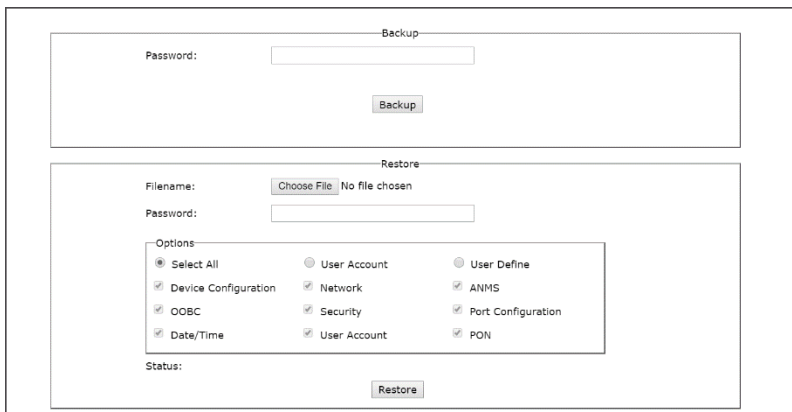 Backup
Password:
Backup
Restore
Filename: Choose File No file chosen
Password:
Options
Select All User Account User Define
Device Configuration Network ANMS
OOBC Security Port Configuration
Date/Time User Account PON
Status:
Restore